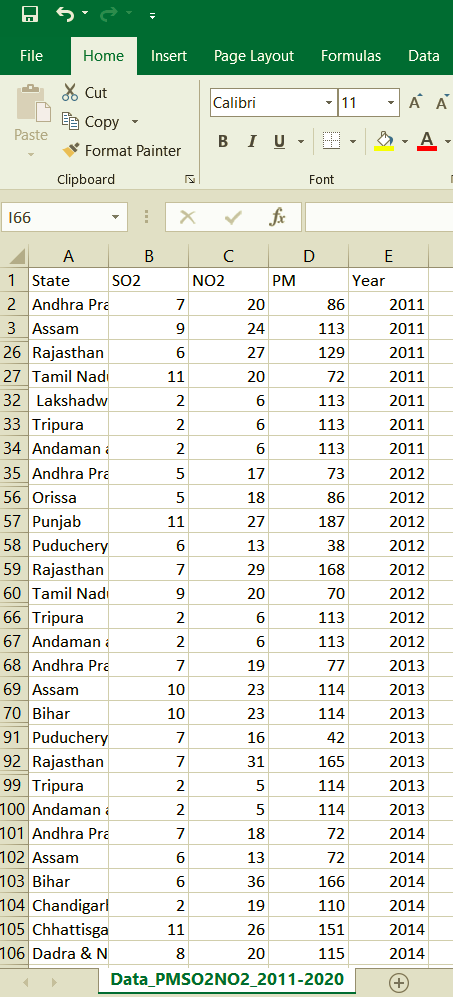 File Home Insert Page Layout Formulas Data
Cut
Copy
Format Painter
Paste
Calibri 11 A A
B I U A
Clipboard Font
I66 fx
A B C D E
1 State SO2 NO2 PM Year
2 Andhra Pra 7 20 86 2011
3 Assam 9 24 113 2011
26 Rajasthan 6 27 129 2011
27 Tamil Nad 11 20 72 2011
32 Lakshadw 2 6 113 2011
33 Tripura 2 6 113 2011
34 Andaman a 2 6 113 2011
35 Andhra Pra 5 17 73 2012
56 Orissa 5 18 86 2012
57 Punjab 11 27 187 2012
58 Puduchery 6 13 38 2012
59 Rajasthan 7 29 168 2012
60 Tamil Nad 9 20 70 2012
66 Tripura 2 6 113 2012
67 Andaman a 2 6 113 2012
68 Andhra Pra 7 19 77 2013
69 Assam 10 23 114 2013
70 Bihar 10 23 114 2013
91 Puduchery 7 16 42 2013
92 Rajasthan 7 31 165 2013
99 Tripura 2 5 114 2013
100 Andaman a 2 5 114 2013
101 Andhra Pra 7 18 72 2014
102 Assam 6 13 72 2014
103 Bihar 6 36 166 2014
104 Chandigarh 2 19 110 2014
105 Chhattisga 11 26 151 2014
106 Dadra & N 8 20 115 2014
Data_PMSO2NO2_2011-2020